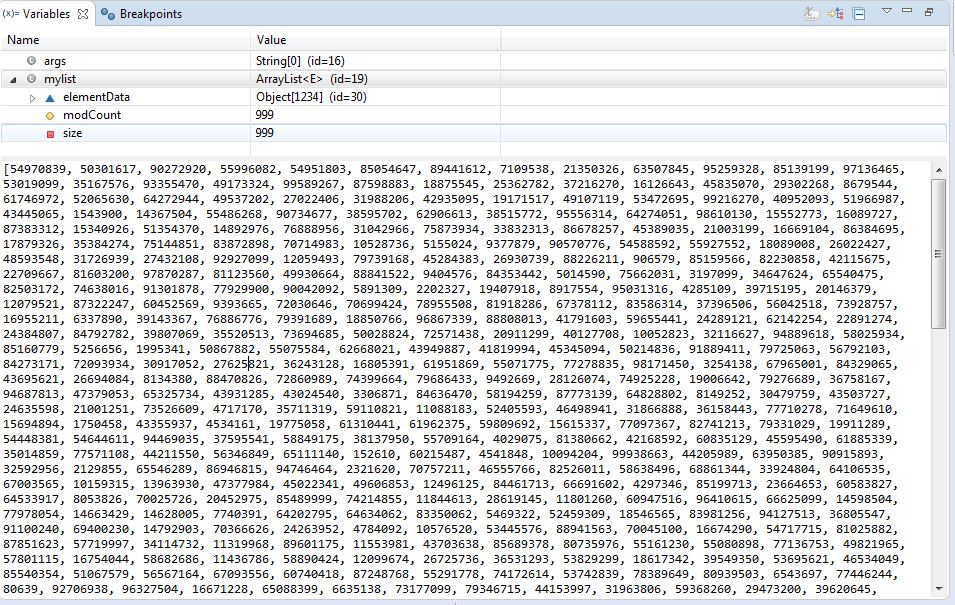 (x)= Variables Breakpoints
Name Value
args String[0] (id=16)
mylist ArrayList<E> (id=19)
elementData Object[1234] (id=30)
modCount 999
size 999
[54970839, 50301617, 90272920, 55996082, 54951803, 85054647, 89441612, 7109538, 21350326, 63507845, 95259328, 85139199, 97136465,
53019099, 35167576, 93355470, 49173324, 99589267, 87598883, 18875545, 25362782, 37216270, 16126643, 45835070, 29302268, 8679544,
61746972, 52065630, 64272944, 49537202, 27022406, 31988206, 42935095, 19171517, 49107119, 53472695, 99216270, 40952093, 51966987,
43445065, 1543900, 14367504, 55486268, 90734677, 38595702, 62906613, 38515772, 95556314, 64274051, 98610130, 15552773, 16089727,
87387312, 15340926, 51354370, 14892976, 76888956, 31042966, 75873934, 33832313, 86678257, 45389035, 21003199, 16669104, 86384695,
17879326, 35384274, 75144851, 83872898, 70714983, 10528736, 5155024, 9377879, 90570776, 54588592, 55927552, 18089008, 26022427,
48593548, 31726939, 27432108, 92927099, 12059493, 79739168, 45284383, 26930739, 88226211, 906579, 85159566, 82230858, 42115675,
22709667, 81603200, 97870287, 81123560, 49930664, 88841522, 9404576, 84353442, 5014590, 75662031, 3197099, 34647624, 65540475,
82503172, 74638016, 91301878, 77929900, 90042092, 5891309, 2202327, 19407918, 8917554, 95031316, 4285109, 39715195, 20146379,
12079521, 87322247, 60452569, 9393665, 72030646, 70699424, 78955508, 81918286, 67378112, 83586314, 37396506, 56042518, 73928757,
16955211, 6337890, 39143367, 76886776, 79391689, 18850766, 96867339, 88808013, 41791603, 59655441, 24289121, 62142254, 22891274,
24384807, 84792782, 39807069, 35520513, 73694685, 50028824, 72571438, 20911299, 40127708, 10052823, 32116627, 94889618, 58025934,
85160779, 5256656, 1995341, 50867882, 55075584, 62668021, 43949887, 41819994, 45345094, 50214836, 91889411, 79725063, 56792103,
84273171, 72093934, 30917052, 27625821, 36243128, 16805391, 61951869, 55071775, 77278835, 98171450, 3254138, 67965001, 84329065,
43695621, 26694084, 8134380, 88470826, 72860989, 74399664, 79686433, 9492669, 28126074, 74925228, 19006642, 79276689, 36758167,
94687813, 47379053, 65325734, 43931285, 43024540, 3306871, 84636470, 58194259, 87773139, 64828802, 8149252, 30479759, 43503727,
24635598, 21001251, 73526609, 4717170, 35711319, 59110821, 11088183, 52405593, 46498941, 31866888, 36158443, 77710278, 71649610,
15694894, 1750458, 43355937, 4534161, 19775058, 61310441, 61962375, 59809692, 15615337, 77097367, 82741213, 79331029, 19911289,
54448381, 54644611, 94469035, 37595541, 58849175, 38137950, 55709164, 4029075, 81380662, 42168592, 60835129, 45595490, 61885339,
35014859, 77571108, 44211550, 56346849, 65111140, 152610, 60215487, 4541848, 10094204, 99938663, 44205989, 63950385, 90915893,
32592956, 2129855, 65546289, 86946815, 94746464, 2321620, 70757211, 46555766, 82526011, 58638496, 68861344, 33924804, 64106535,
67003565, 10159315, 13963930, 47377984, 45022341, 49606853, 12496125, 84461713, 66691602, 4297346, 85199713, 23664653, 60583827,
64533917, 8053826, 70025726, 20452975, 85489999, 74214855, 11844613, 28619145, 11801260, 60947516, 96410615, 66625099, 14598504,
77978054, 14663429, 14628005, 7740391, 64202795, 64634062, 83350062, 5469322, 52459309, 18546565, 83981256, 94127513, 36805547,
91100240, 69400230, 14792903, 70366626, 24263952, 4784092, 10576520, 53445576, 88941563, 70045100, 16674290, 54717715, 81025882,
87851623, 57719997, 34114732, 11319968, 89601175, 11553981, 43703638, 85689378, 80735976, 55161230, 55080898, 77136753, 49821965,
57801115, 16754044, 58682686, 11436786, 58890424, 12099674, 26725736, 36531293, 53829299, 18617342, 39549350, 53695621, 46534049,
85540354, 51067579, 56567164, 67093556, 60740418, 87248768, 55291778, 74172614, 53742839, 78389649, 80939503, 6543697, 77446244,
80639, 92706938, 96327504, 16671228, 65088399, 6635138, 73177099, 79346715, 44153997, 31963806, 59368260, 29473200, 39620645,